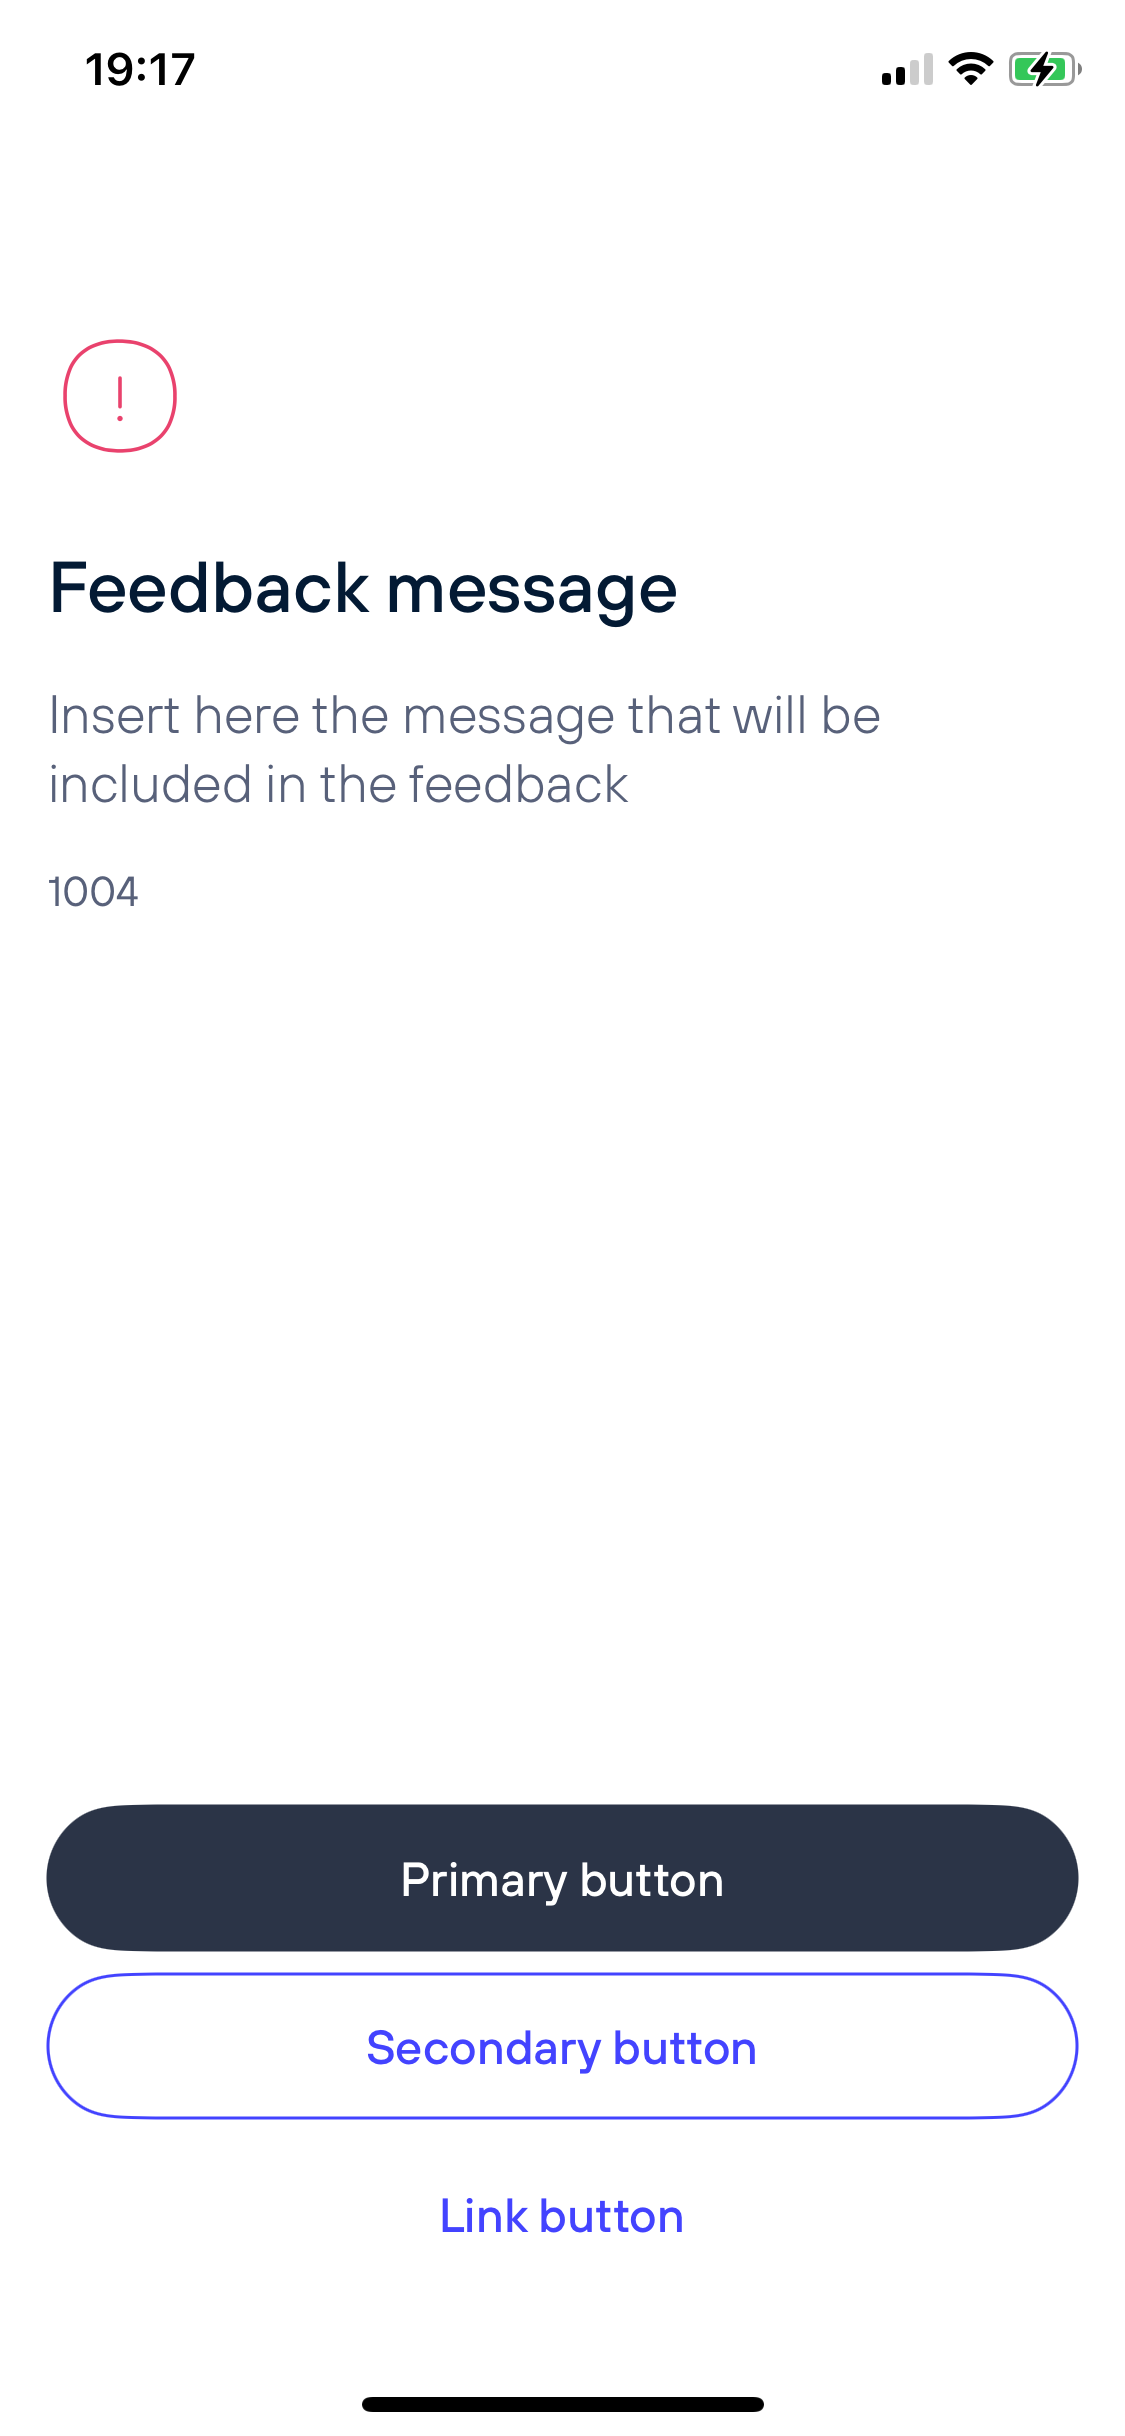 19:17
!
Feedback message
Insert here the message that will be
included in the feedback
1004
Primary button
Secondary button
Link button